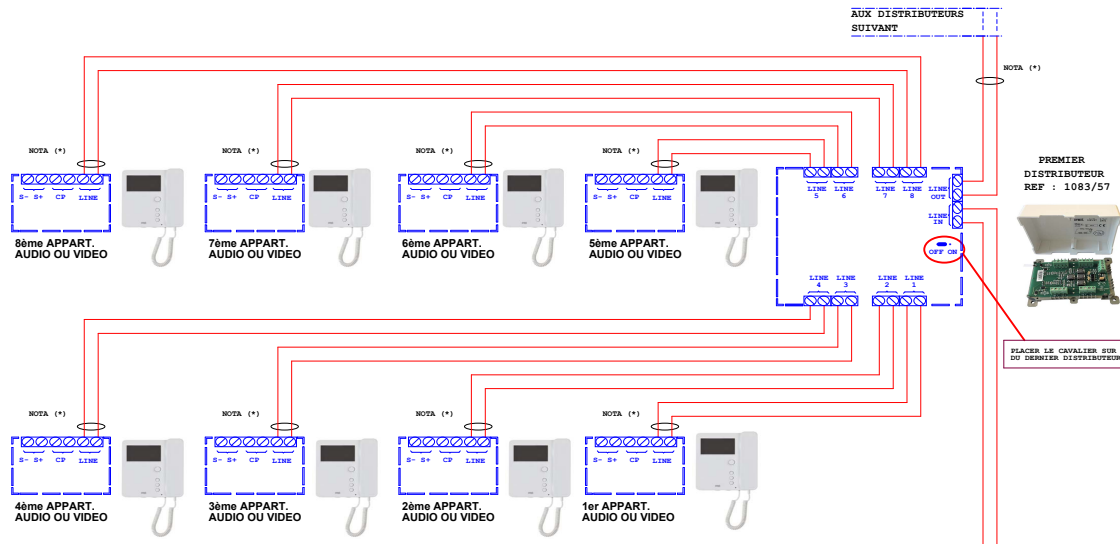 AUX DISTRIBUTEURS
SUIVANT
NOTA (*)
NOTA (*)
NOTA (*)
NOTA (*)
NOTA (*)
PREMIER
DISTRIBUTEUR
REF : 1083/57
S- S+ CP LINE
S- S+ CP LINE
S- S+ CP LINE
S- S+ CP LINE
LINE 5
LINE 6
LINE 7
LINE 8
LINE OUT
LINE IN
OFF ON
8ème APPART.
AUDIO OU VIDEO
7ème APPART.
AUDIO OU VIDEO
6ème APPART.
AUDIO OU VIDEO
5ème APPART.
AUDIO OU VIDEO
LINE 4
LINE 3
LINE 2
LINE 1
PLACER LE CAVALIER SUR
DU DERNIER DISTRIBUTEUR
NOTA (*)
NOTA (*)
NOTA (*)
NOTA (*)
S- S+ CP LINE
S- S+ CP LINE
S- S+ CP LINE
S- S+ CP LINE
4ème APPART.
AUDIO OU VIDEO
3ème APPART.
AUDIO OU VIDEO
2ème APPART.
AUDIO OU VIDEO
1er APPART.
AUDIO OU VIDEO